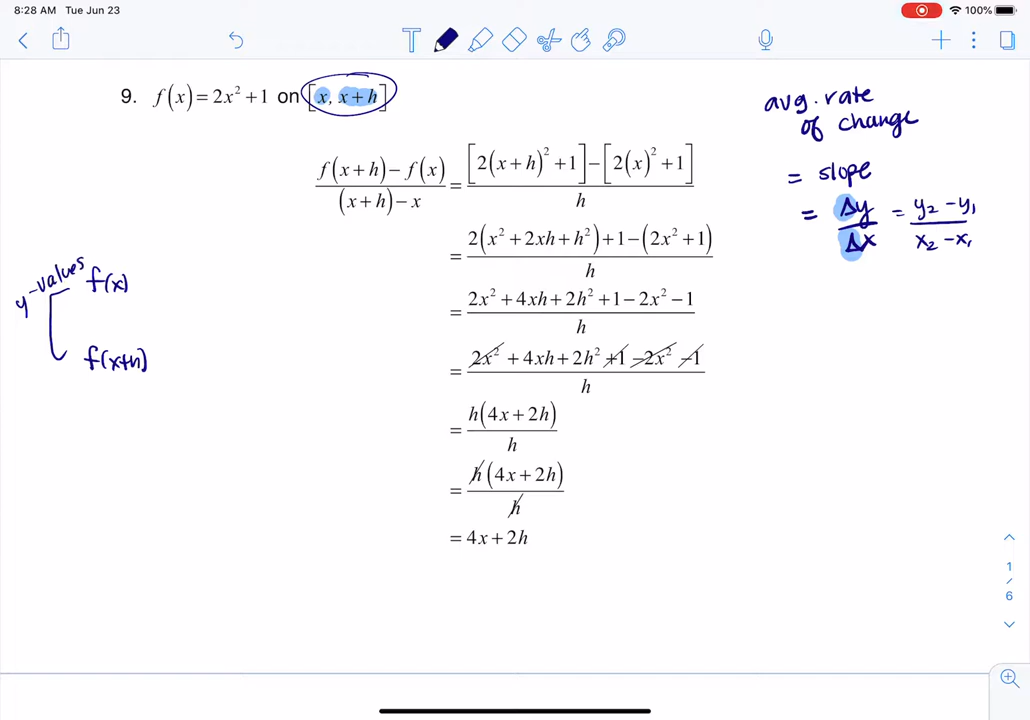 8:28 AM Tue Jun 23
100%
T
9. f(x) = 2x² + 1 on [x, x + h]
avg. rate
of change
= slope
= Δy/Δx = y₂ - y₁/x₂ - x₁
f(x + h) - f(x)/(x + h) - x = [2(x + h)² + 1] - [2(x)² + 1]/h
= 2(x² + 2xh + h²) + 1 - (2x² + 1)/h
y-values f(x)
f(x+h)
= 2x² + 4xh + 2h² + 1 - 2x² - 1/h
= 2x² + 4xh + 2h² + 1 - 2x² - 1/h
= h(4x + 2h)/h
= h(4x + 2h)/h
= 4x + 2h
1
/
6